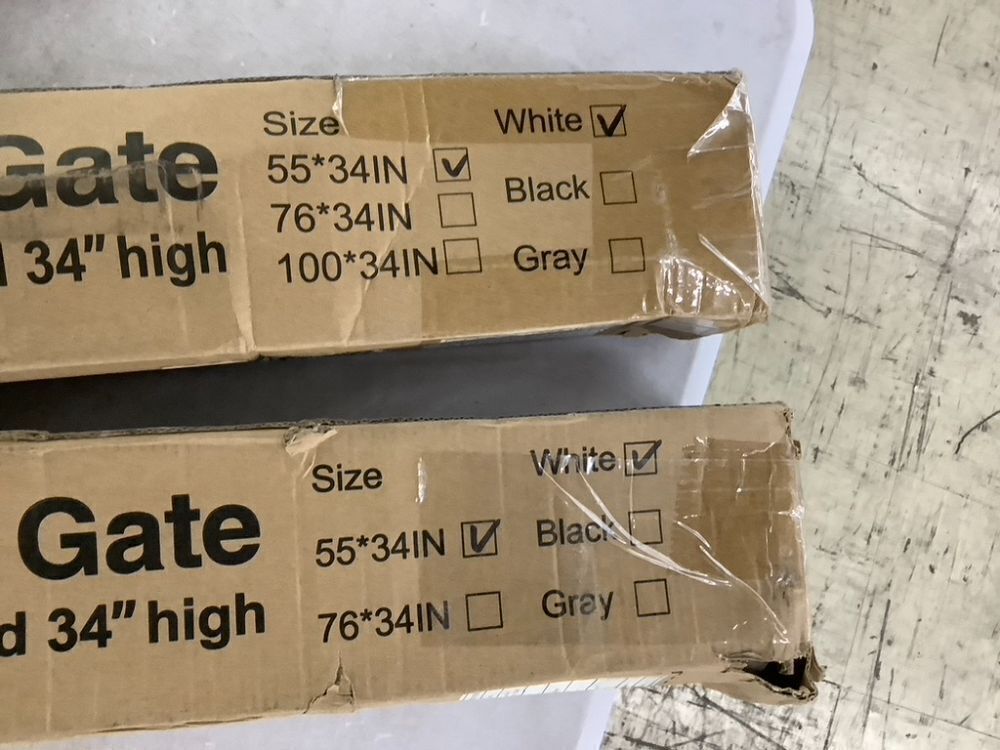 Gate
34" high
Size
55*34IN
76*34IN
100*34IN
White
Black
Gray
Gate
34" high
Size
55*34IN
76*34IN
White
Black
Gray